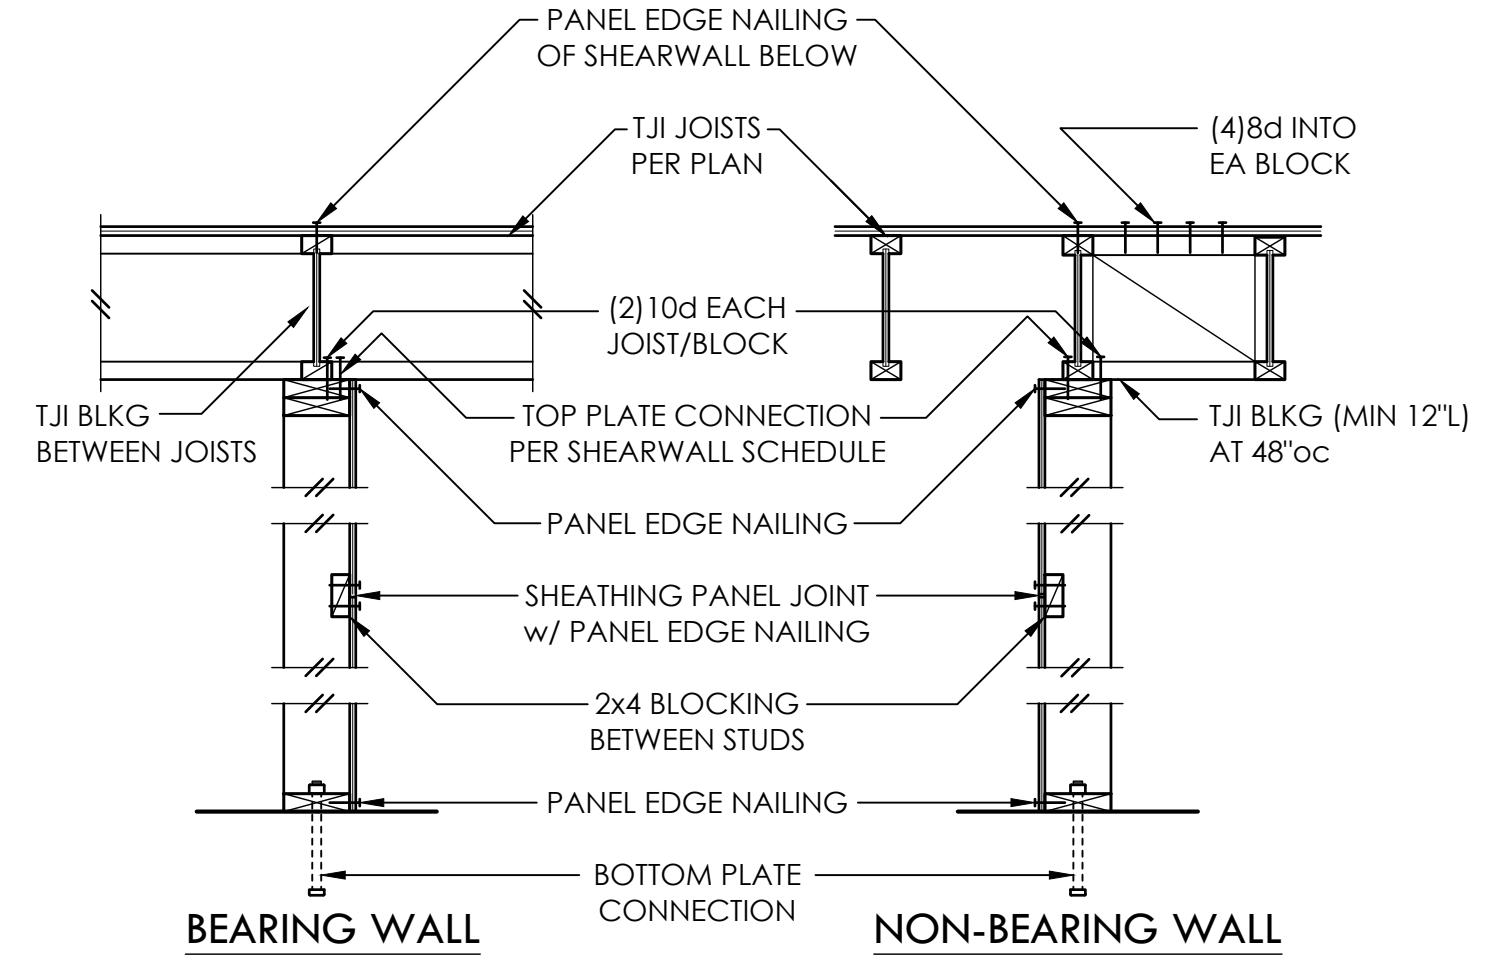 PANEL EDGE NAILING
OF SHEARWALL BELOW
TJI JOISTS
PER PLAN
(4)8d INTO
EA BLOCK
(2)10d EACH
JOIST/BLOCK
TJI BLKG
BETWEEN JOISTS
TOP PLATE CONNECTION
PER SHEARWALL SCHEDULE
TJI BLKG (MIN 12"L)
AT 48"oc
PANEL EDGE NAILING
SHEATHING PANEL JOINT
w/ PANEL EDGE NAILING
2x4 BLOCKING
BETWEEN STUDS
PANEL EDGE NAILING
BOTTOM PLATE
CONNECTION
BEARING WALL
NON-BEARING WALL